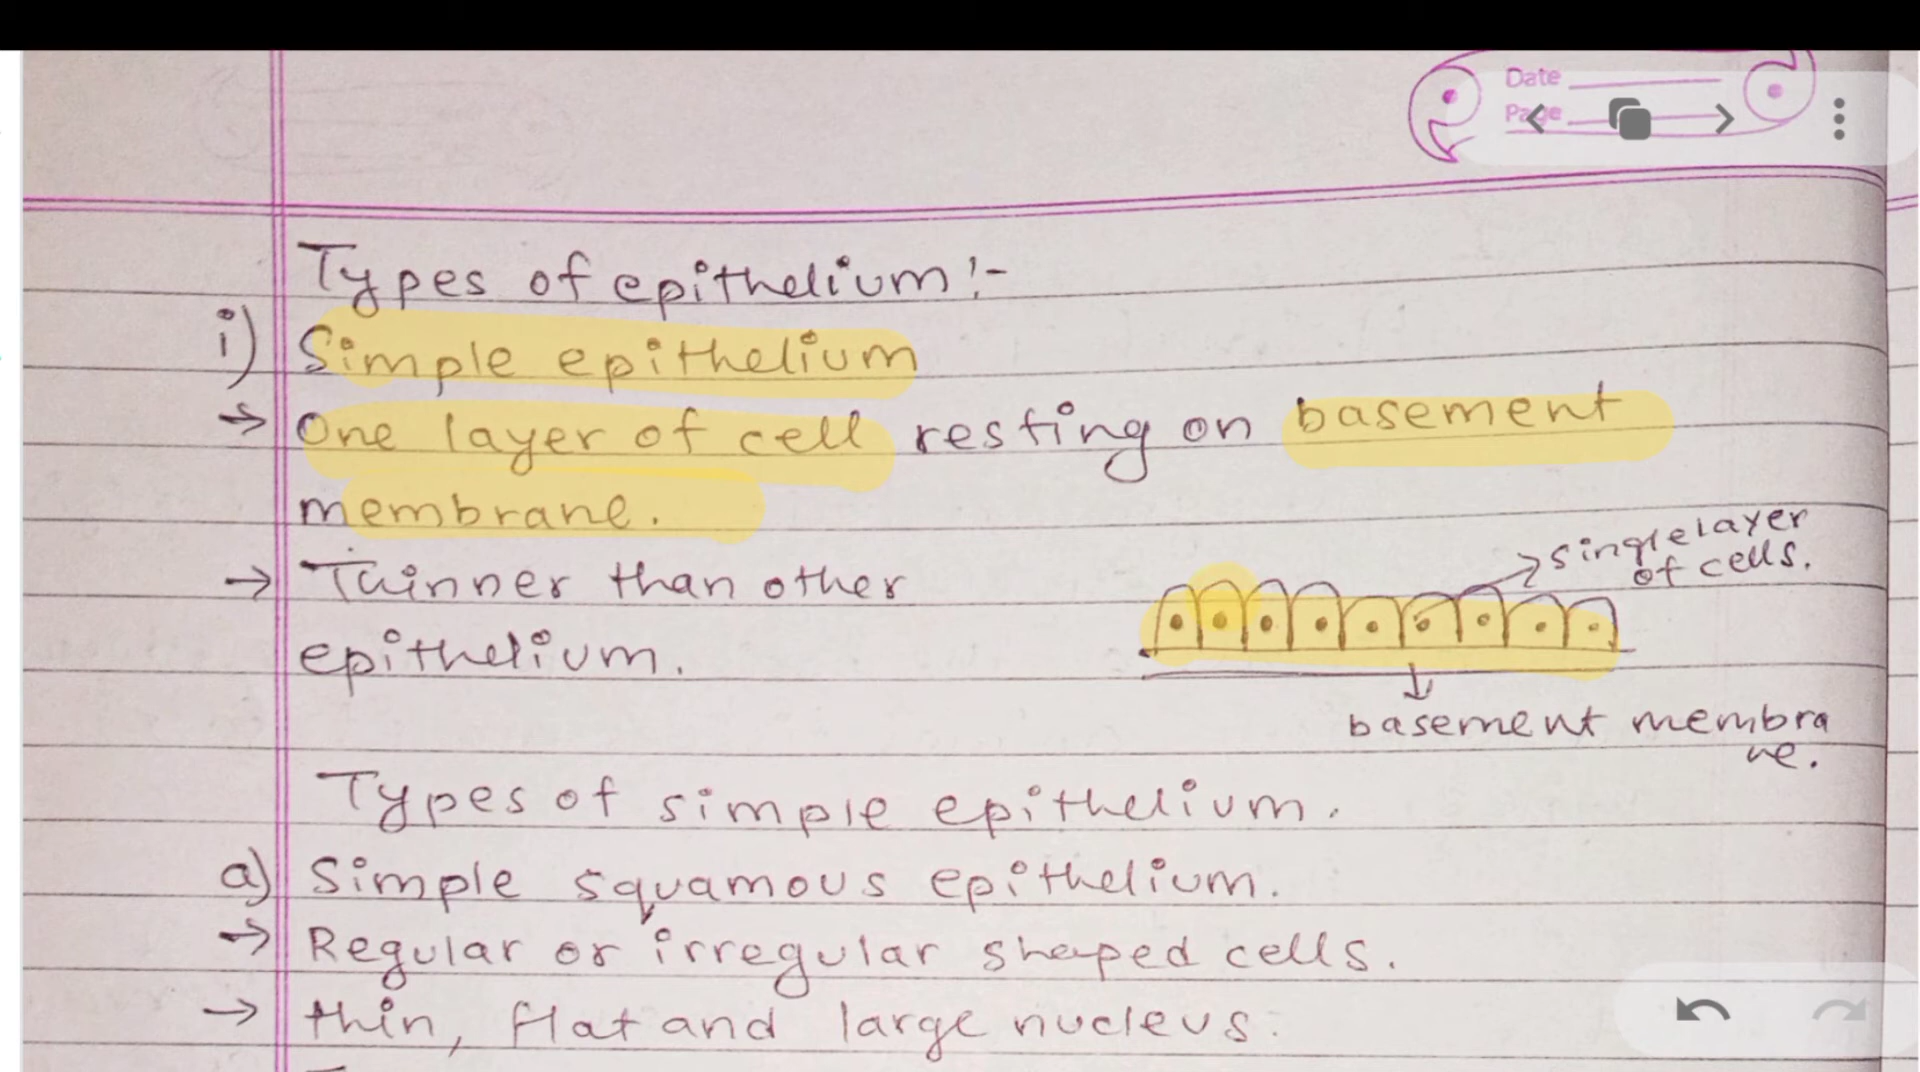 Date
Page
Types of epithelium:-
i) Simple epithelium
→ One layer of cell resting on basement
membrane.
→ Thinner than other
epithelium.
→ single layer
of cells.
basement membra
ne.
Types of simple epithelium.
a) Simple squamous epithelium.
→ Regular or irregular shaped cells.
→ thin, flat and large nucleus.